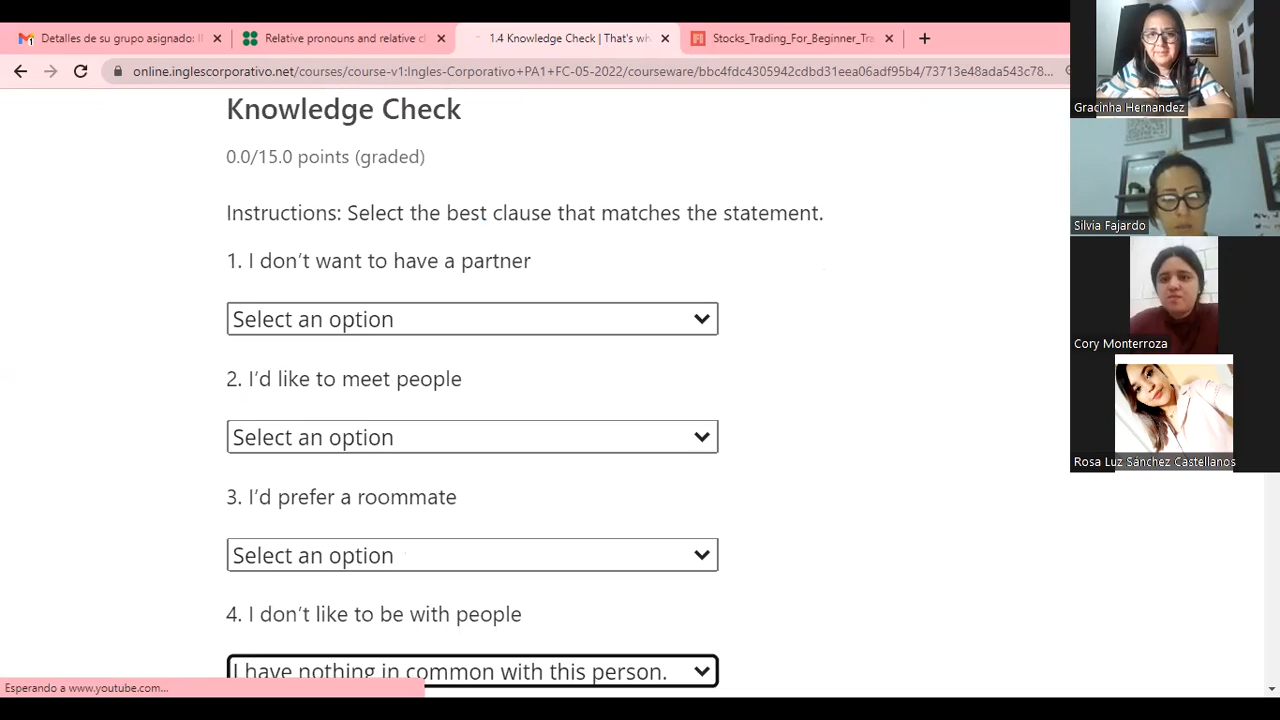 Detalles de su grupo asignado: I
Relative pronouns and relative cl
1.4 Knowledge Check | That's wh
Stocks_Trading_For_Beginner_Tra
online.inglescorporativo.net/courses/course-v1:Ingles-Corporativo+PA1+FC-05-2022/courseware/bbc4fdc4305942cdbd31eea06adf95b4/73713e48ada543c78...
Knowledge Check
0.0/15.0 points (graded)
Instructions: Select the best clause that matches the statement.
1. I don’t want to have a partner
Select an option
2. I’d like to meet people
Select an option
3. I’d prefer a roommate
Select an option
4. I don’t like to be with people
I have nothing in common with this person.
Esperando a www.youtube.com...
Gracinha Hernandez
Silvia Fajardo
Cory Monterroza
Rosa Luz Sánchez Castellanos